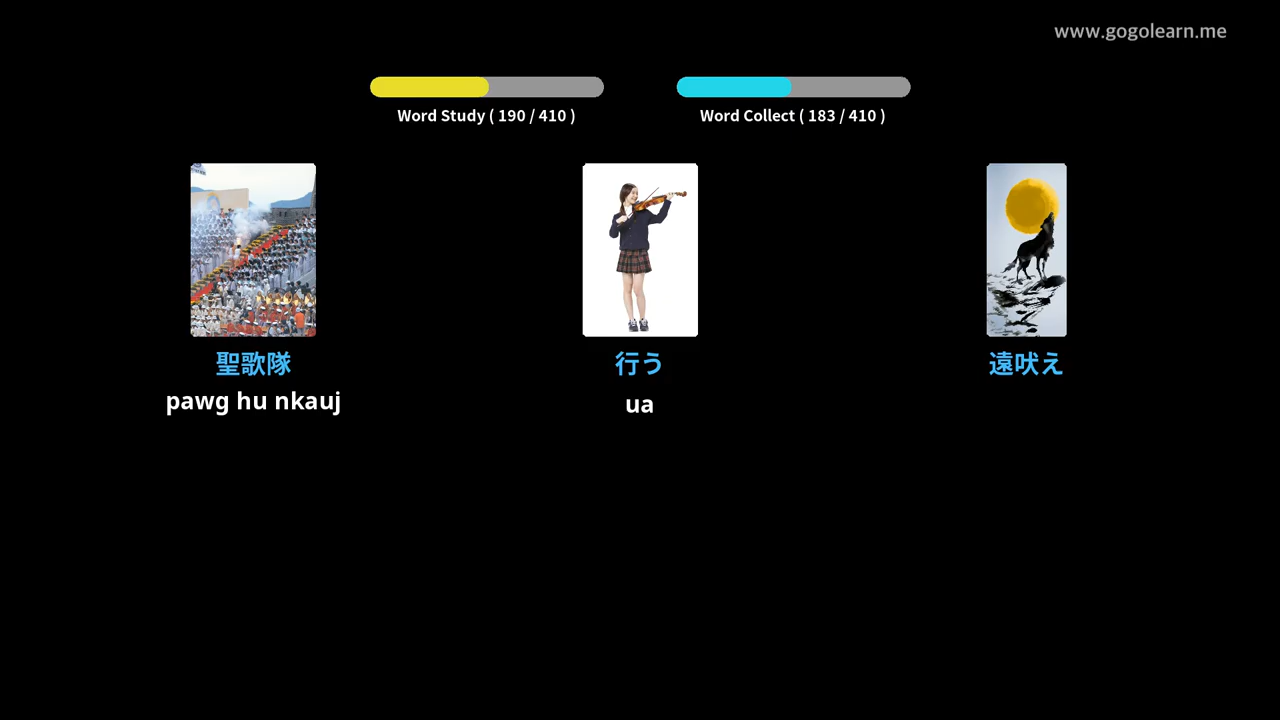 www.gogolearn.me
Word Study ( 190 / 410 )
Word Collect ( 183 / 410 )
聖歌隊
行う
遠吠え
pawg hu nkauj
ua